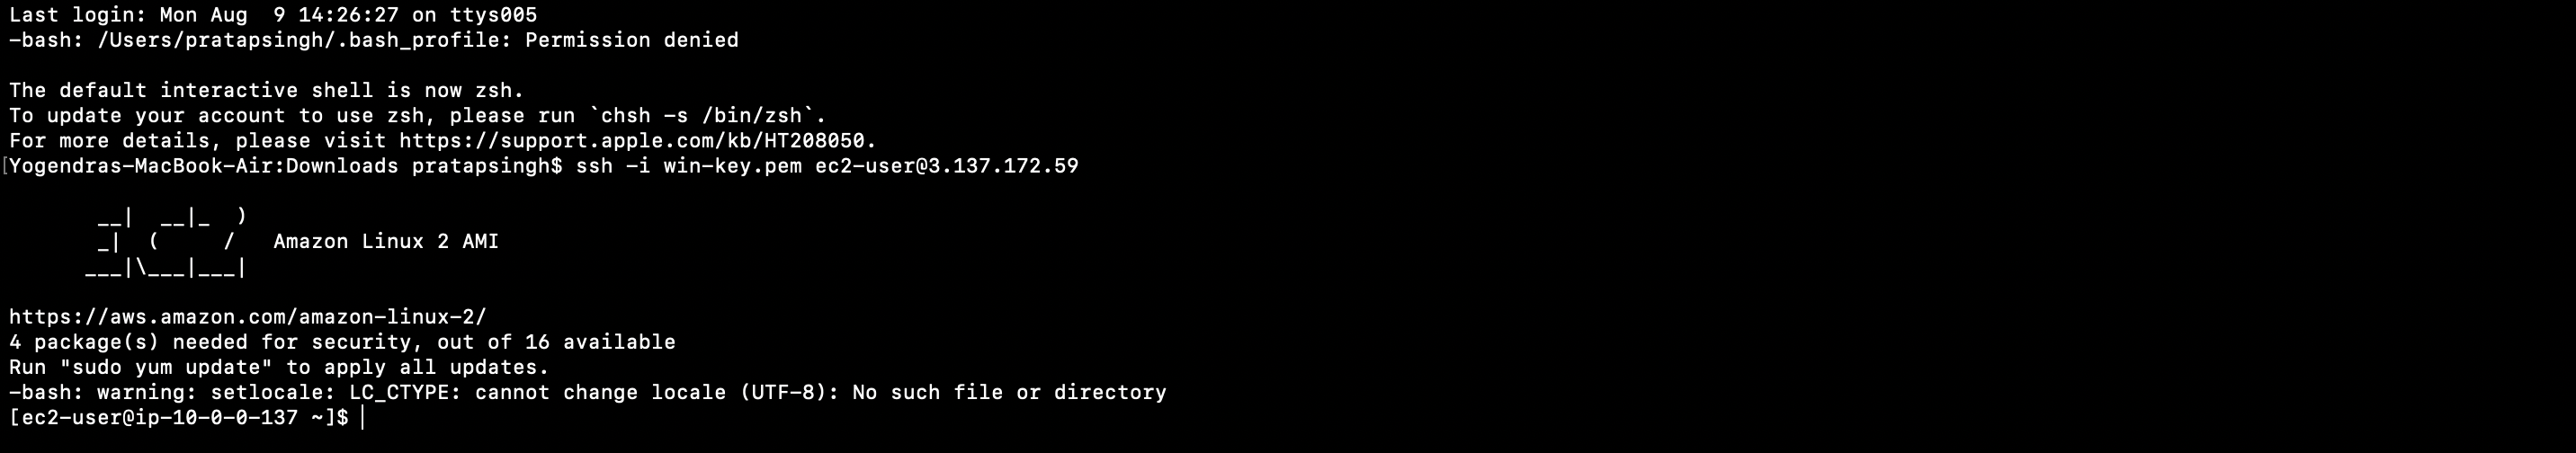 Last login: Mon Aug  9 14:26:27 on ttys005
-bash: /Users/pratapsingh/.bash_profile: Permission denied

The default interactive shell is now zsh.
To update your account to use zsh, please run `chsh -s /bin/zsh`.
For more details, please visit https://support.apple.com/kb/HT208050.
[Yogendras-MacBook-Air:Downloads pratapsingh$ ssh -i win-key.pem ec2-user@3.137.172.59

       __|  __|_  )
       _|  (     /   Amazon Linux 2 AMI
      ___|\___|___|

https://aws.amazon.com/amazon-linux-2/
4 package(s) needed for security, out of 16 available
Run "sudo yum update" to apply all updates.
-bash: warning: setlocale: LC_CTYPE: cannot change locale (UTF-8): No such file or directory
[ec2-user@ip-10-0-0-137 ~]$